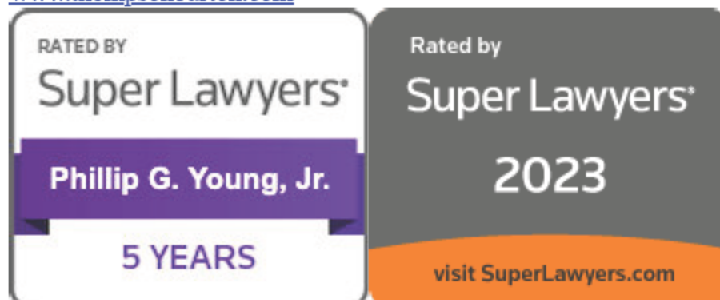 RATED BY
Super Lawyers®
Phillip G. Young, Jr.
5 YEARS
Rated by
Super Lawyers®
2023
visit SuperLawyers.com